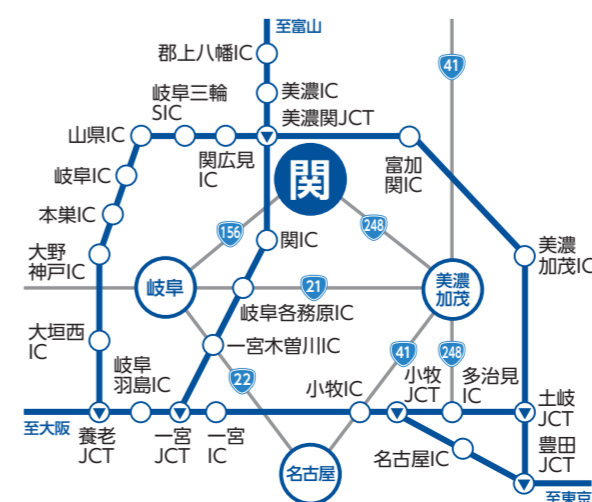 至富山
郡上八幡IC
41
岐阜三輪
SIC
美濃IC
美濃関JCT
山県IC
関広見
IC
富加
関IC
関
岐阜IC
本巣IC
156
248
関IC
大野
神戸IC
美濃
加茂IC
岐阜
21
美濃
加茂
岐阜各務原IC
大垣西
IC
一宮木曽川IC
41
248
岐阜
羽島IC
22
小牧IC
小牧
JCT
多治見
IC
至大阪
養老
JCT
一宮
JCT
一宮
IC
土岐
JCT
名古屋
名古屋IC
豊田
JCT
至東京